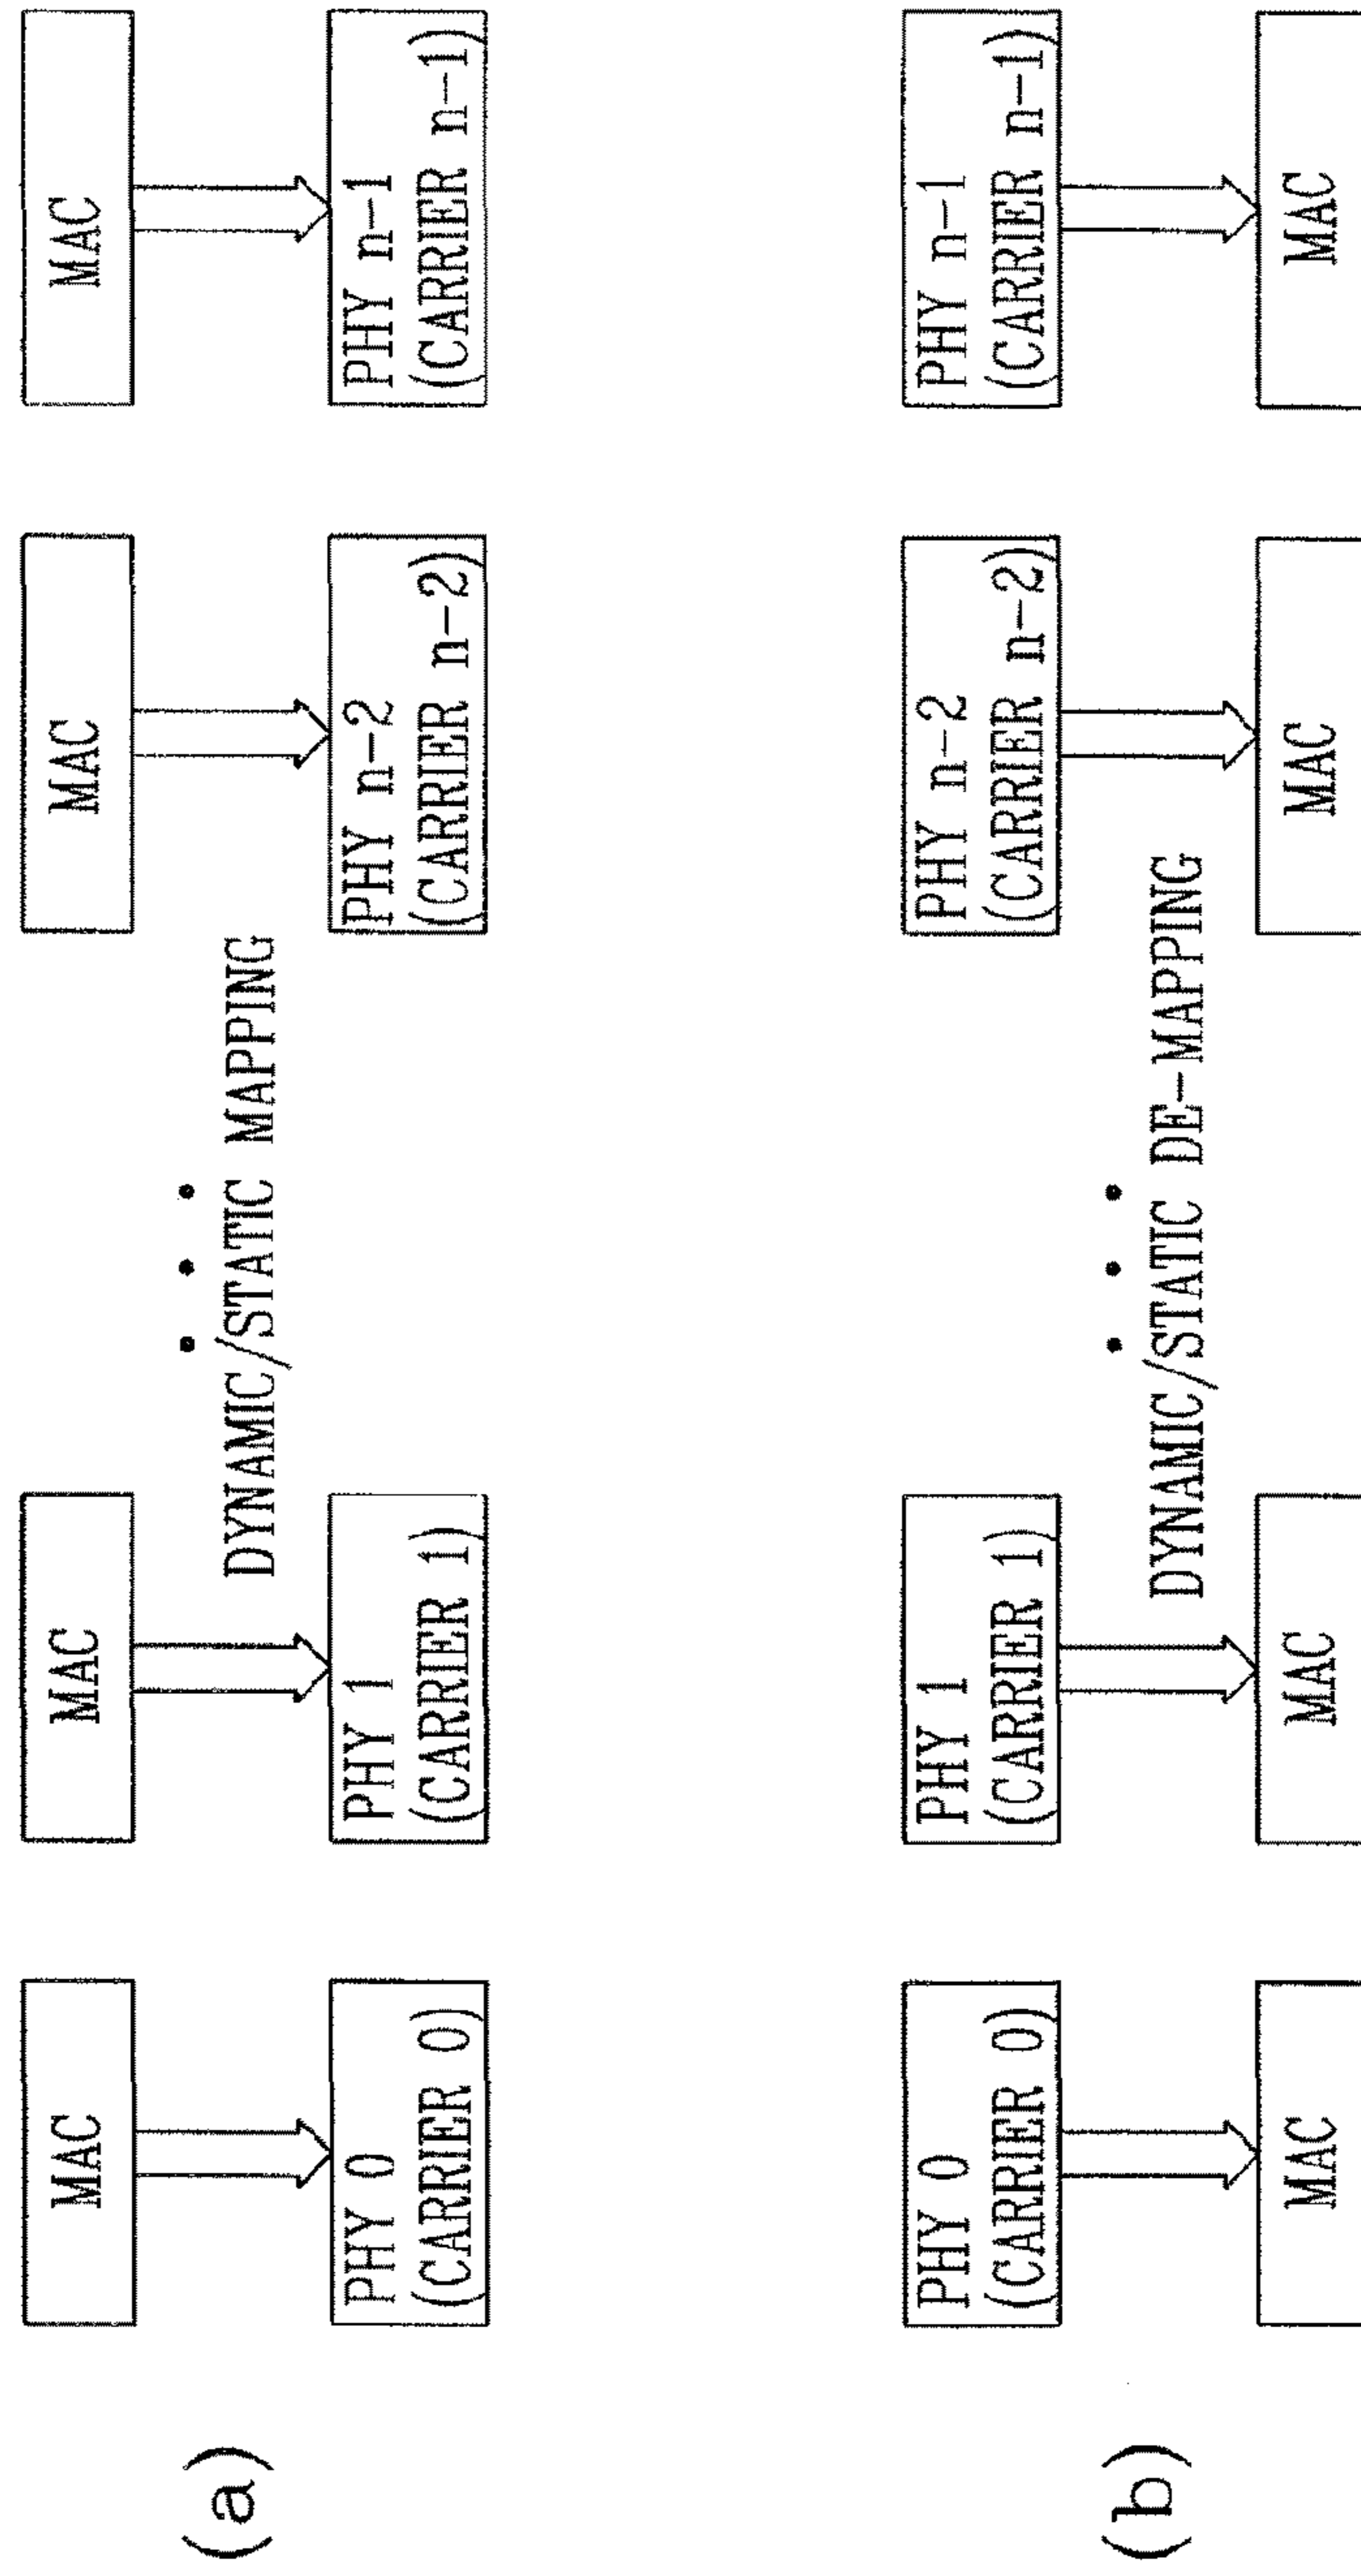 (a)
MAC
MAC
MAC
MAC
• • •
DYNAMIC/STATIC MAPPING
PHY 0
(CARRIER 0)
PHY 1
(CARRIER 1)
PHY n-2
(CARRIER n-2)
PHY n-1
(CARRIER n-1)
(b)
PHY 0
(CARRIER 0)
PHY 1
(CARRIER 1)
PHY n-2
(CARRIER n-2)
PHY n-1
(CARRIER n-1)
• • •
DYNAMIC/STATIC DE-MAPPING
MAC
MAC
MAC
MAC